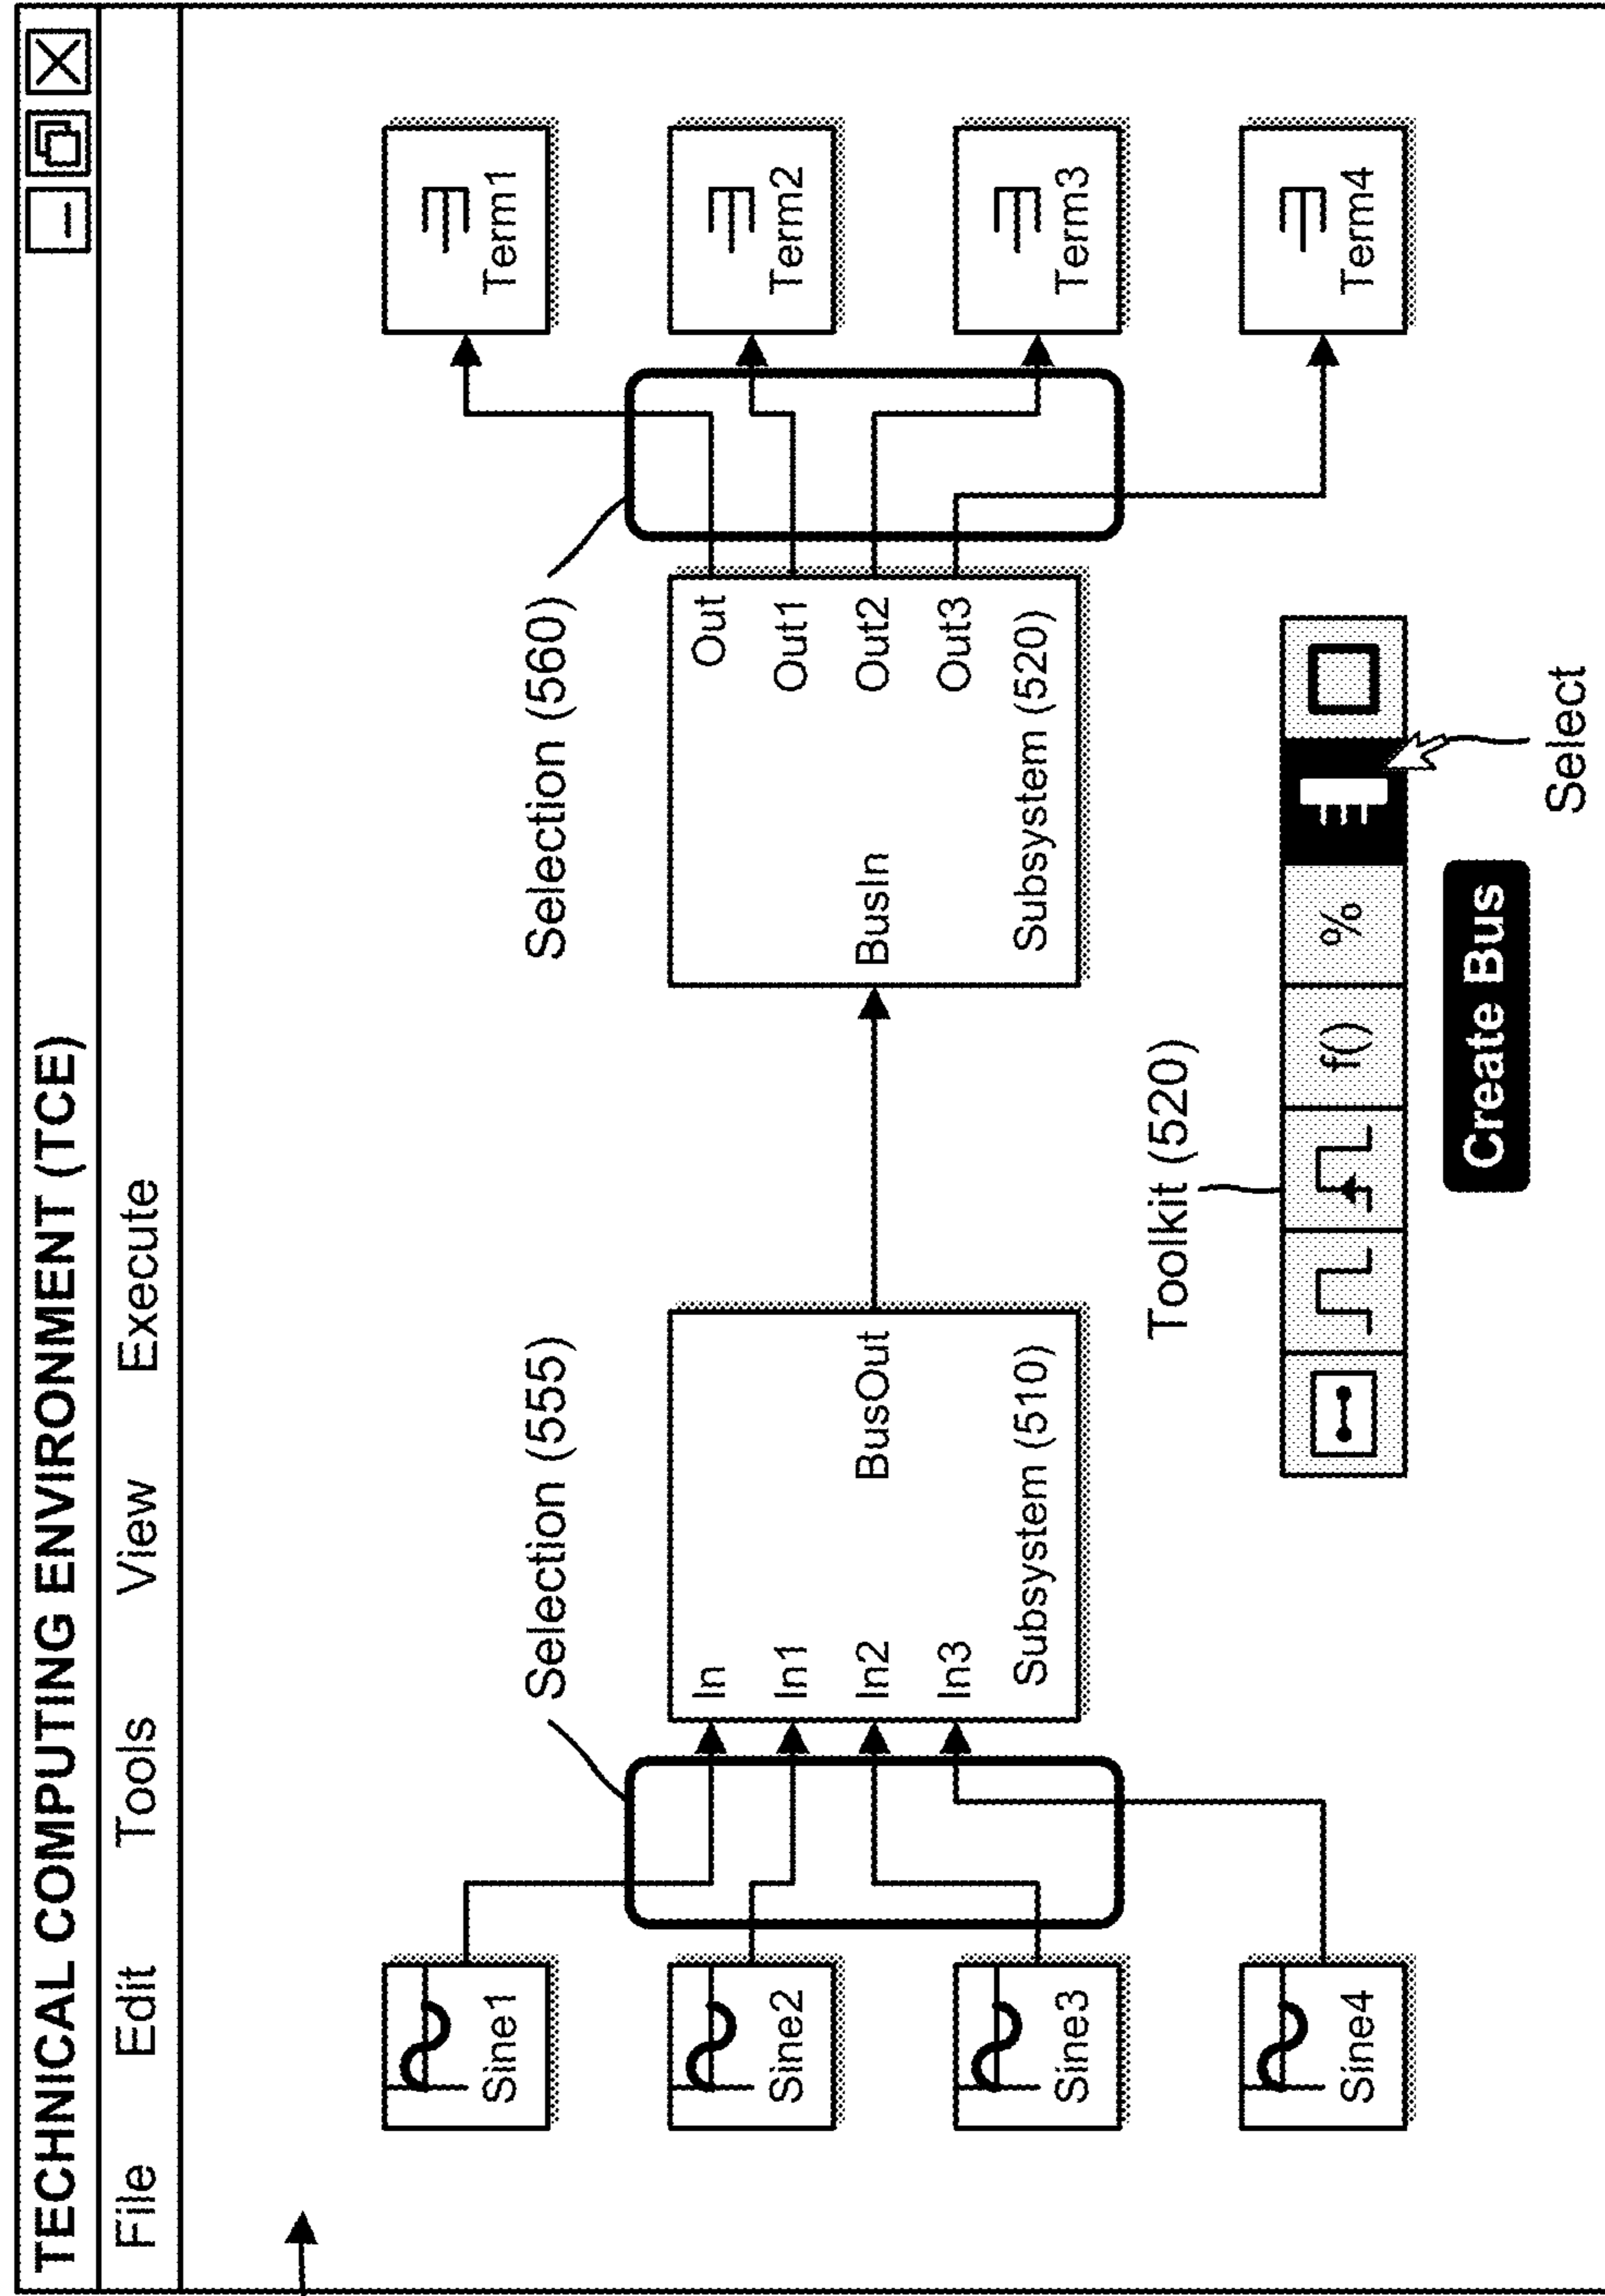 TECHNICAL COMPUTING ENVIRONMENT (TCE)
File Edit Tools View Execute
Selection (555)
Selection (560)
Sine1
Sine2
Sine3
Sine4
In
In1
In2
In3
BusOut
Subsystem (510)
BusIn
Out
Out1
Out2
Out3
Subsystem (520)
Term1
Term2
Term3
Term4
Toolkit (520)
f()
%
Create Bus
Select